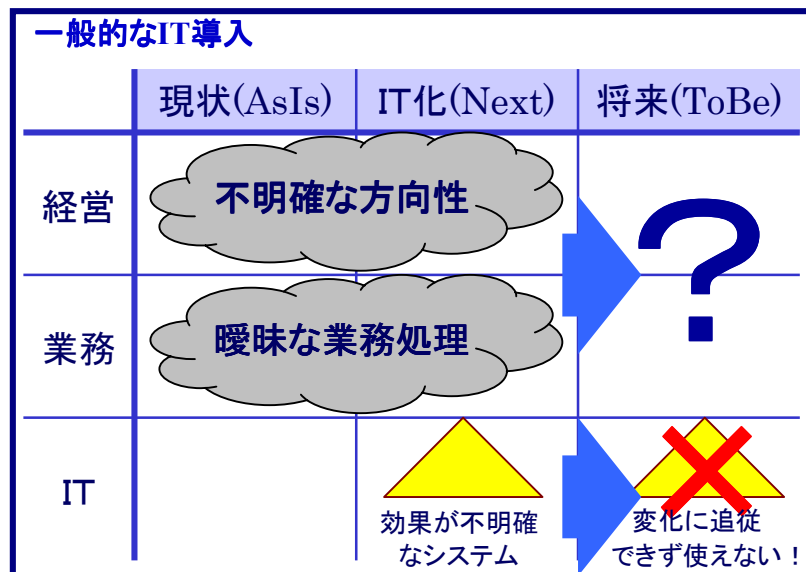 一般的なIT導入
現状(AsIs) IT化(Next) 将来(ToBe)
経営
不明確な方向性
?
業務
曖昧な業務処理
IT
効果が不明確
なシステム
変化に追従
できず使えない！